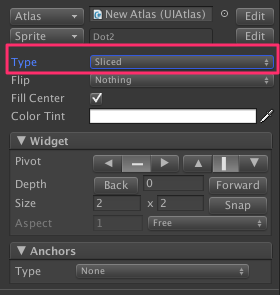 Atlas New Atlas (UIAtlas) Edit
Sprite Dot2 Edit
Type Sliced
Flip Nothing
Fill Center
Color Tint
Widget
Pivot
Depth Back 0 Forward
Size 2 x 2 Snap
Aspect 1 Free
Anchors
Type None